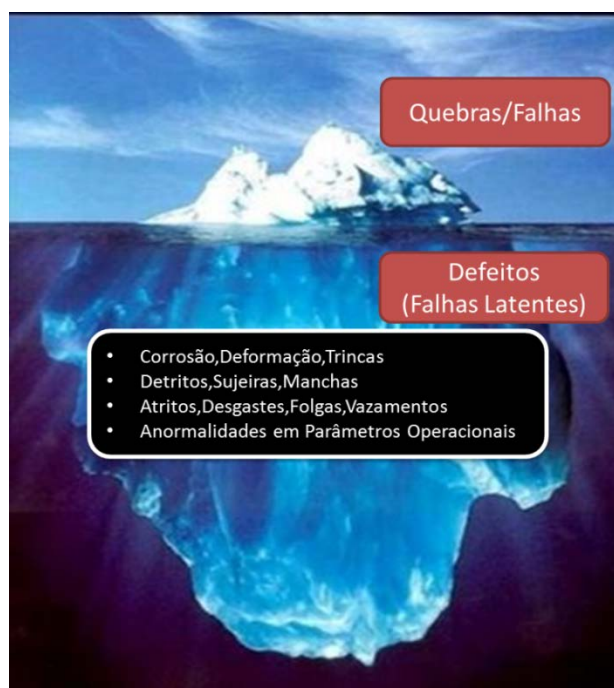 Quebras/Falhas
Defeitos
(Falhas Latentes)
• Corrosão,Deformação,Trincas
• Detritos,Sujeiras,Manchas
• Atritos,Desgastes,Folgas,Vazamentos
• Anormalidades em Parâmetros Operacionais